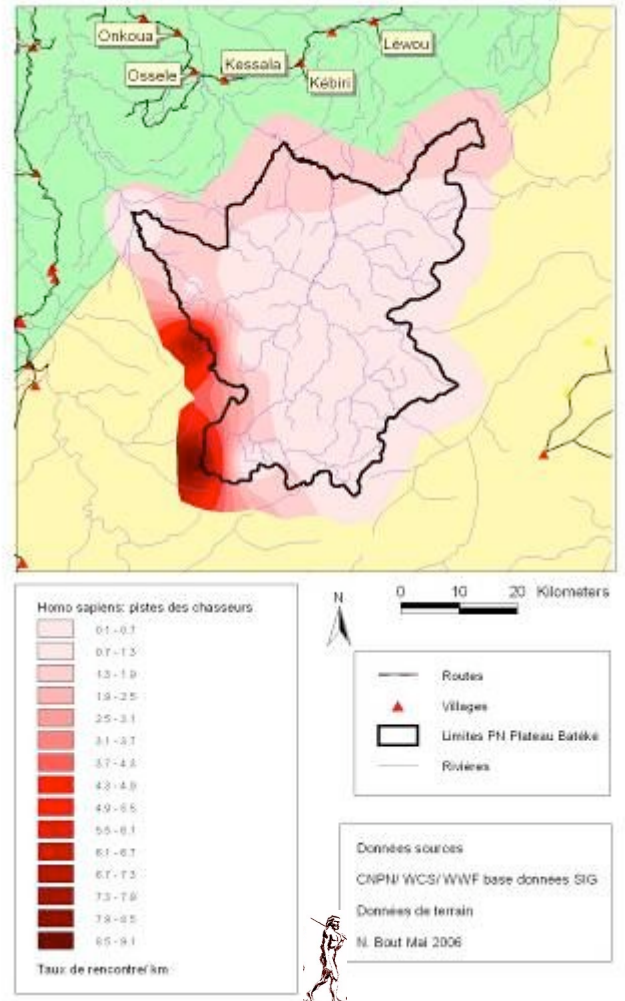 Onkoua
Lewou
Ossele
Kessala
Kébiri
Homo sapiens: pistes des chasseurs
0.1 - 0.7
0.7 - 1.3
1.3 - 1.9
1.9 - 2.5
2.5 - 3.1
3.1 - 3.7
3.7 - 4.3
4.3 - 4.9
4.9 - 5.5
5.5 - 6.1
6.1 - 6.7
6.7 - 7.3
7.3 - 7.9
7.9 - 8.5
8.5 - 9.1
Taux de rencontre/ km
N
0 10 20 Kilometers
Routes
Villages
Limites PN Plateau Batéké
Rivières
Données sources
CNPN/ WCS/ WWF base données SIG
Données de terrain
N. Bout Mai 2006